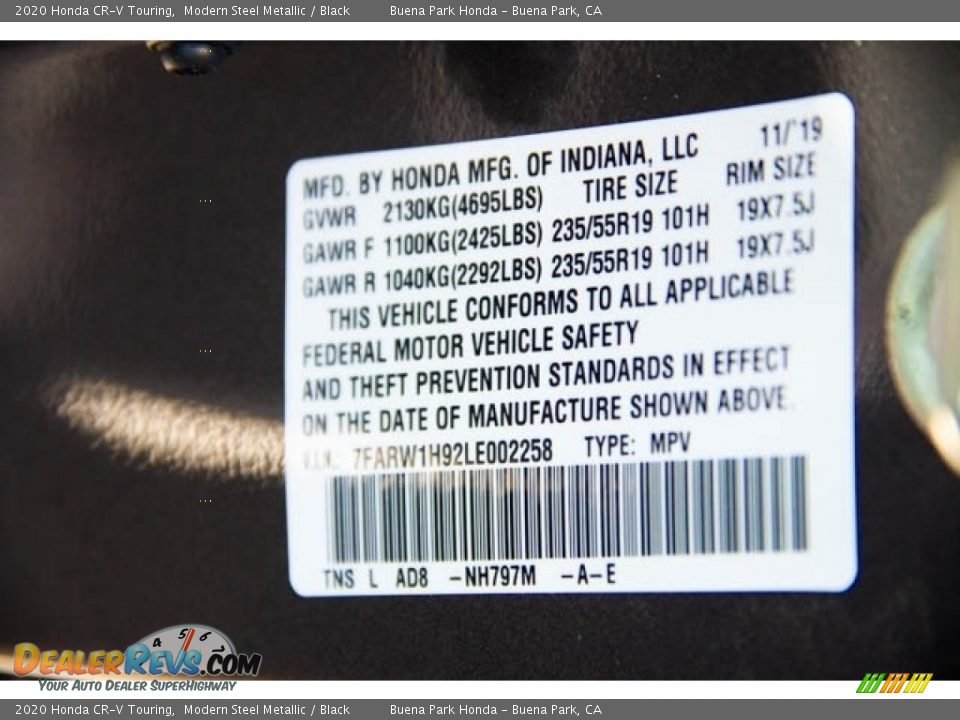 2020 Honda CR-V Touring, Modern Steel Metallic / Black Buena Park Honda - Buena Park, CA
11/'19
MFD. BY HONDA MFG. OF INDIANA, LLC
GVWR 2130KG(4695LBS) TIRE SIZE RIM SIZE
GAWR F 1100KG(2425LBS) 235/55R19 101H 19X7.5J
GAWR R 1040KG(2292LBS) 235/55R19 101H 19X7.5J
THIS VEHICLE CONFORMS TO ALL APPLICABLE
FEDERAL MOTOR VEHICLE SAFETY
AND THEFT PREVENTION STANDARDS IN EFFECT
ON THE DATE OF MANUFACTURE SHOWN ABOVE.
V.I.N.: 7FARW1H92LE002258 TYPE: MPV
TNS L AD8 -NH797M -A-E
4 5 6
DEALERREVS.COM
YOUR AUTO DEALER SUPERHIGHWAY
2020 Honda CR-V Touring, Modern Steel Metallic / Black Buena Park Honda - Buena Park, CA